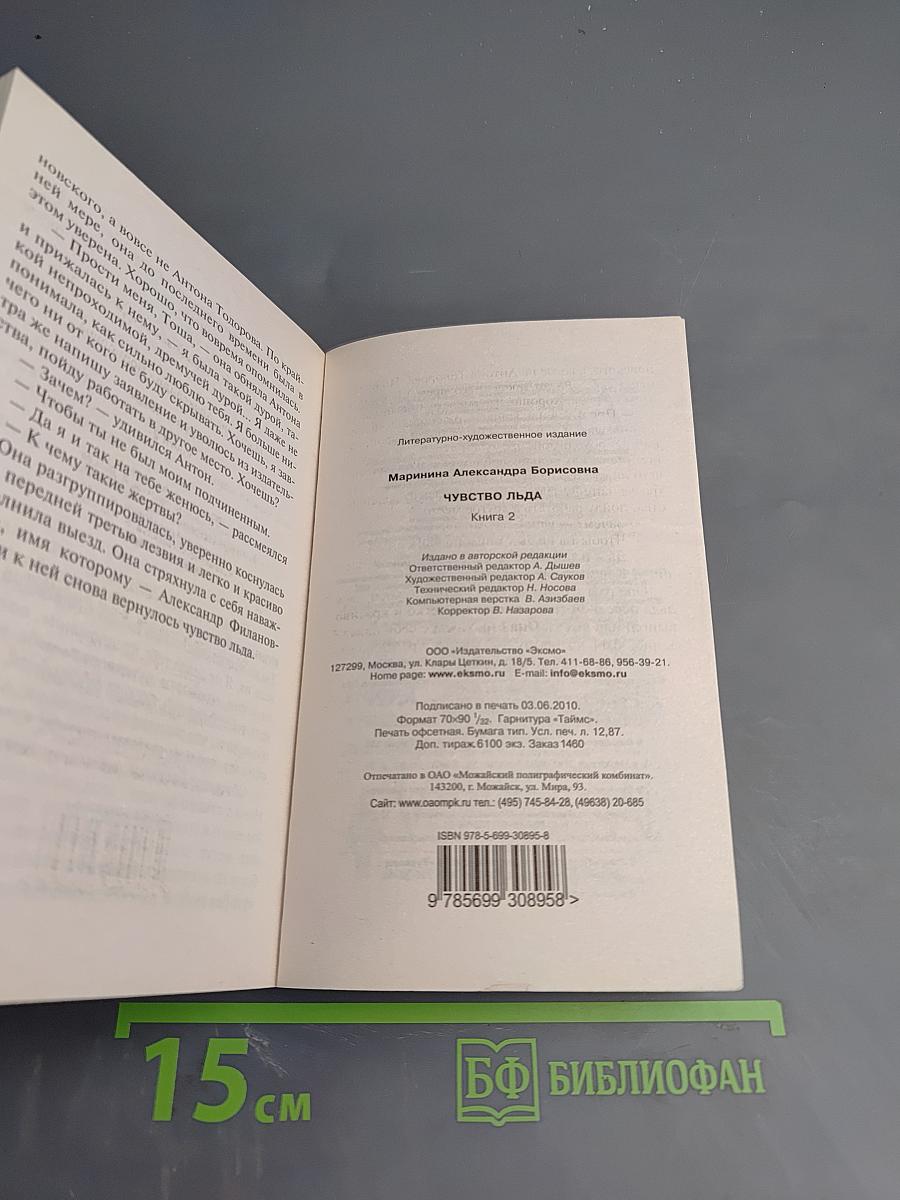 новского, а вовсе не Антона Тодорова. По край-
ней мере, она до последнего времени была в
этом уверена. Хорошо, что вовремя опомнилась.
— Прости меня, Тоша, — она обняла Антона
и прижалась к нему, — я была такой дурой, та-
кой непроходимой, дремучей дурой... Я даже не
понимала, как сильно люблю тебя. Я больше ни-
чего ни от кого не буду скрывать. Хочешь, я зав-
тра же напишу заявление и уволюсь из издатель-
ства, пойду работать в другое место. Хочешь?
— Зачем? — удивился Антон.
— Чтобы ты не был моим подчиненным.
— Да я и так на тебе женюсь, — рассмеялся
— К чему такие жертвы?
Она разгруппировалась, уверенно коснулась
передней третью лезвия и легко и красиво
выезд. Она стряхнула с себя наваж-
имя которому — Александр Филанов-
и к ней снова вернулось чувство льда.
Литературно-художественное издание
Маринина Александра Борисовна
ЧУВСТВО ЛЬДА
Книга 2
Издано в авторской редакции
Ответственный редактор А. Дышев
Художественный редактор А. Сауков
Технический редактор Н. Носова
Компьютерная верстка В. Азизбаев
Корректор В. Назарова
ООО «Издательство «Эксмо»
127299, Москва, ул. Клары Цеткин, д. 18/5. Тел. 411-68-86, 956-39-21.
Home page: www.eksmo.ru E-mail: info@eksmo.ru
Подписано в печать 03.06.2010.
Формат 70×90 1/32. Гарнитура «Таймс».
Печать офсетная. Бумага тип. Усл. печ. л. 12,87.
Доп. тираж 6100 экз. Заказ 1460
Отпечатано в ОАО «Можайский полиграфический комбинат».
143200, г. Можайск, ул. Мира, 93.
Сайт: www.oaompk.ru тел.: (495) 745-84-28, (49638) 20-685
ISBN 978-5-699-30895-8
9 785699 308958 >
15 см
БФ БИБЛИОФАН